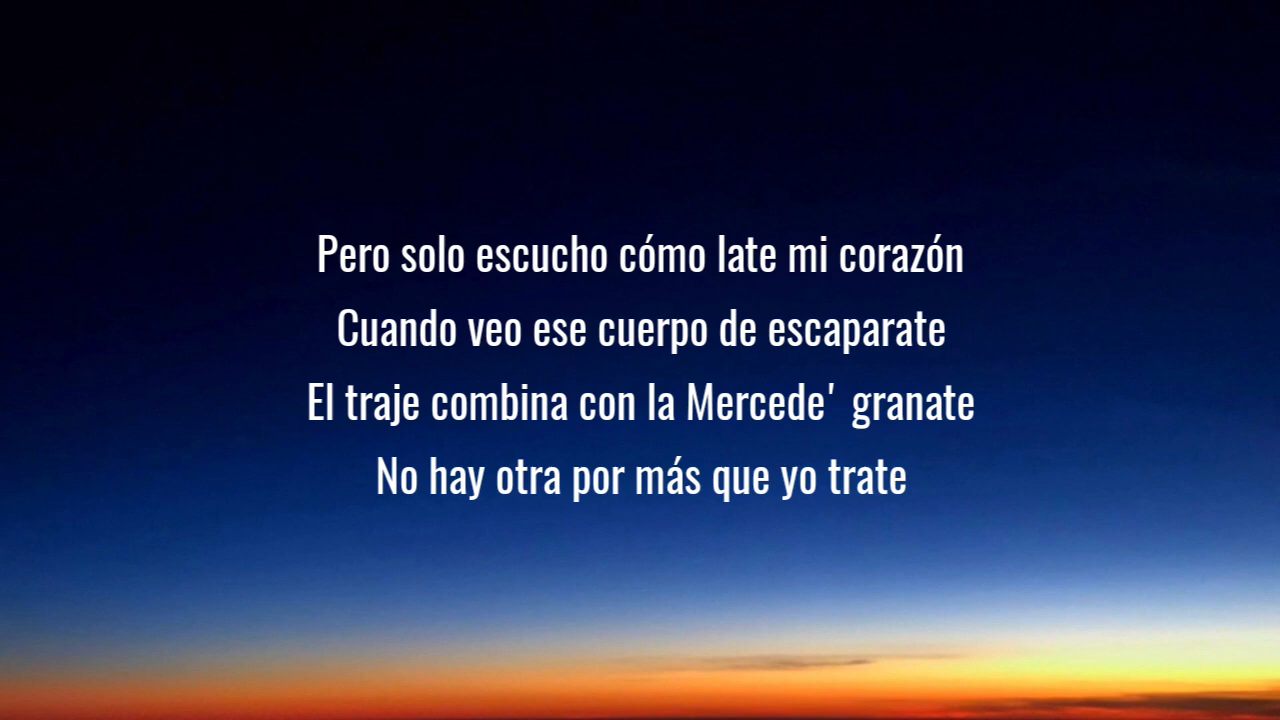 Pero solo escucho cómo late mi corazón
Cuando veo ese cuerpo de escaparate
El traje combina con la Mercede' granate
No hay otra por más que yo trate